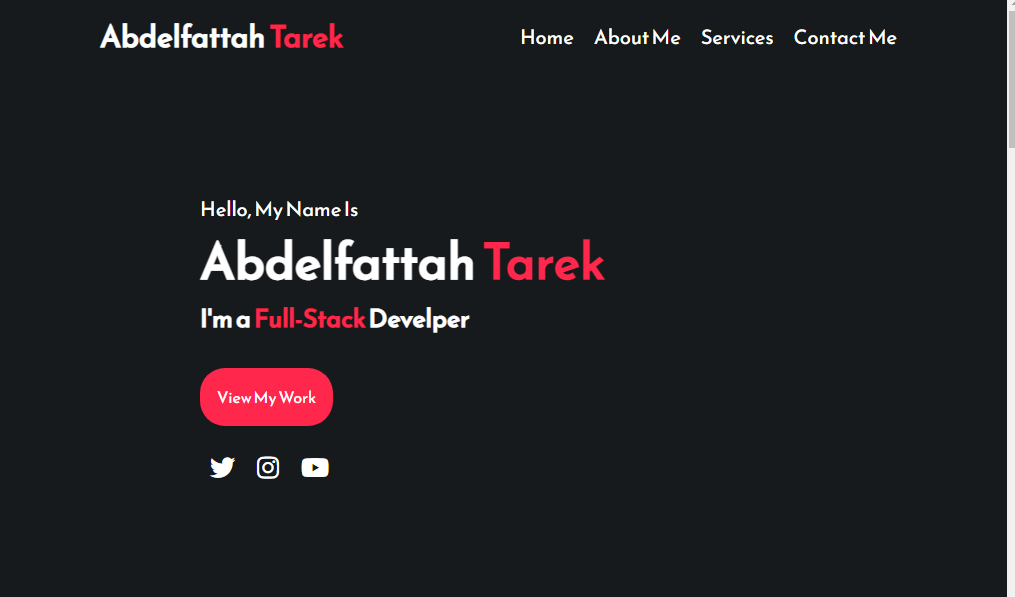 Abdelfattah Tarek
Home About Me Services Contact Me
Hello, My Name Is
Abdelfattah Tarek
I'm a Full-Stack Develper
View My Work